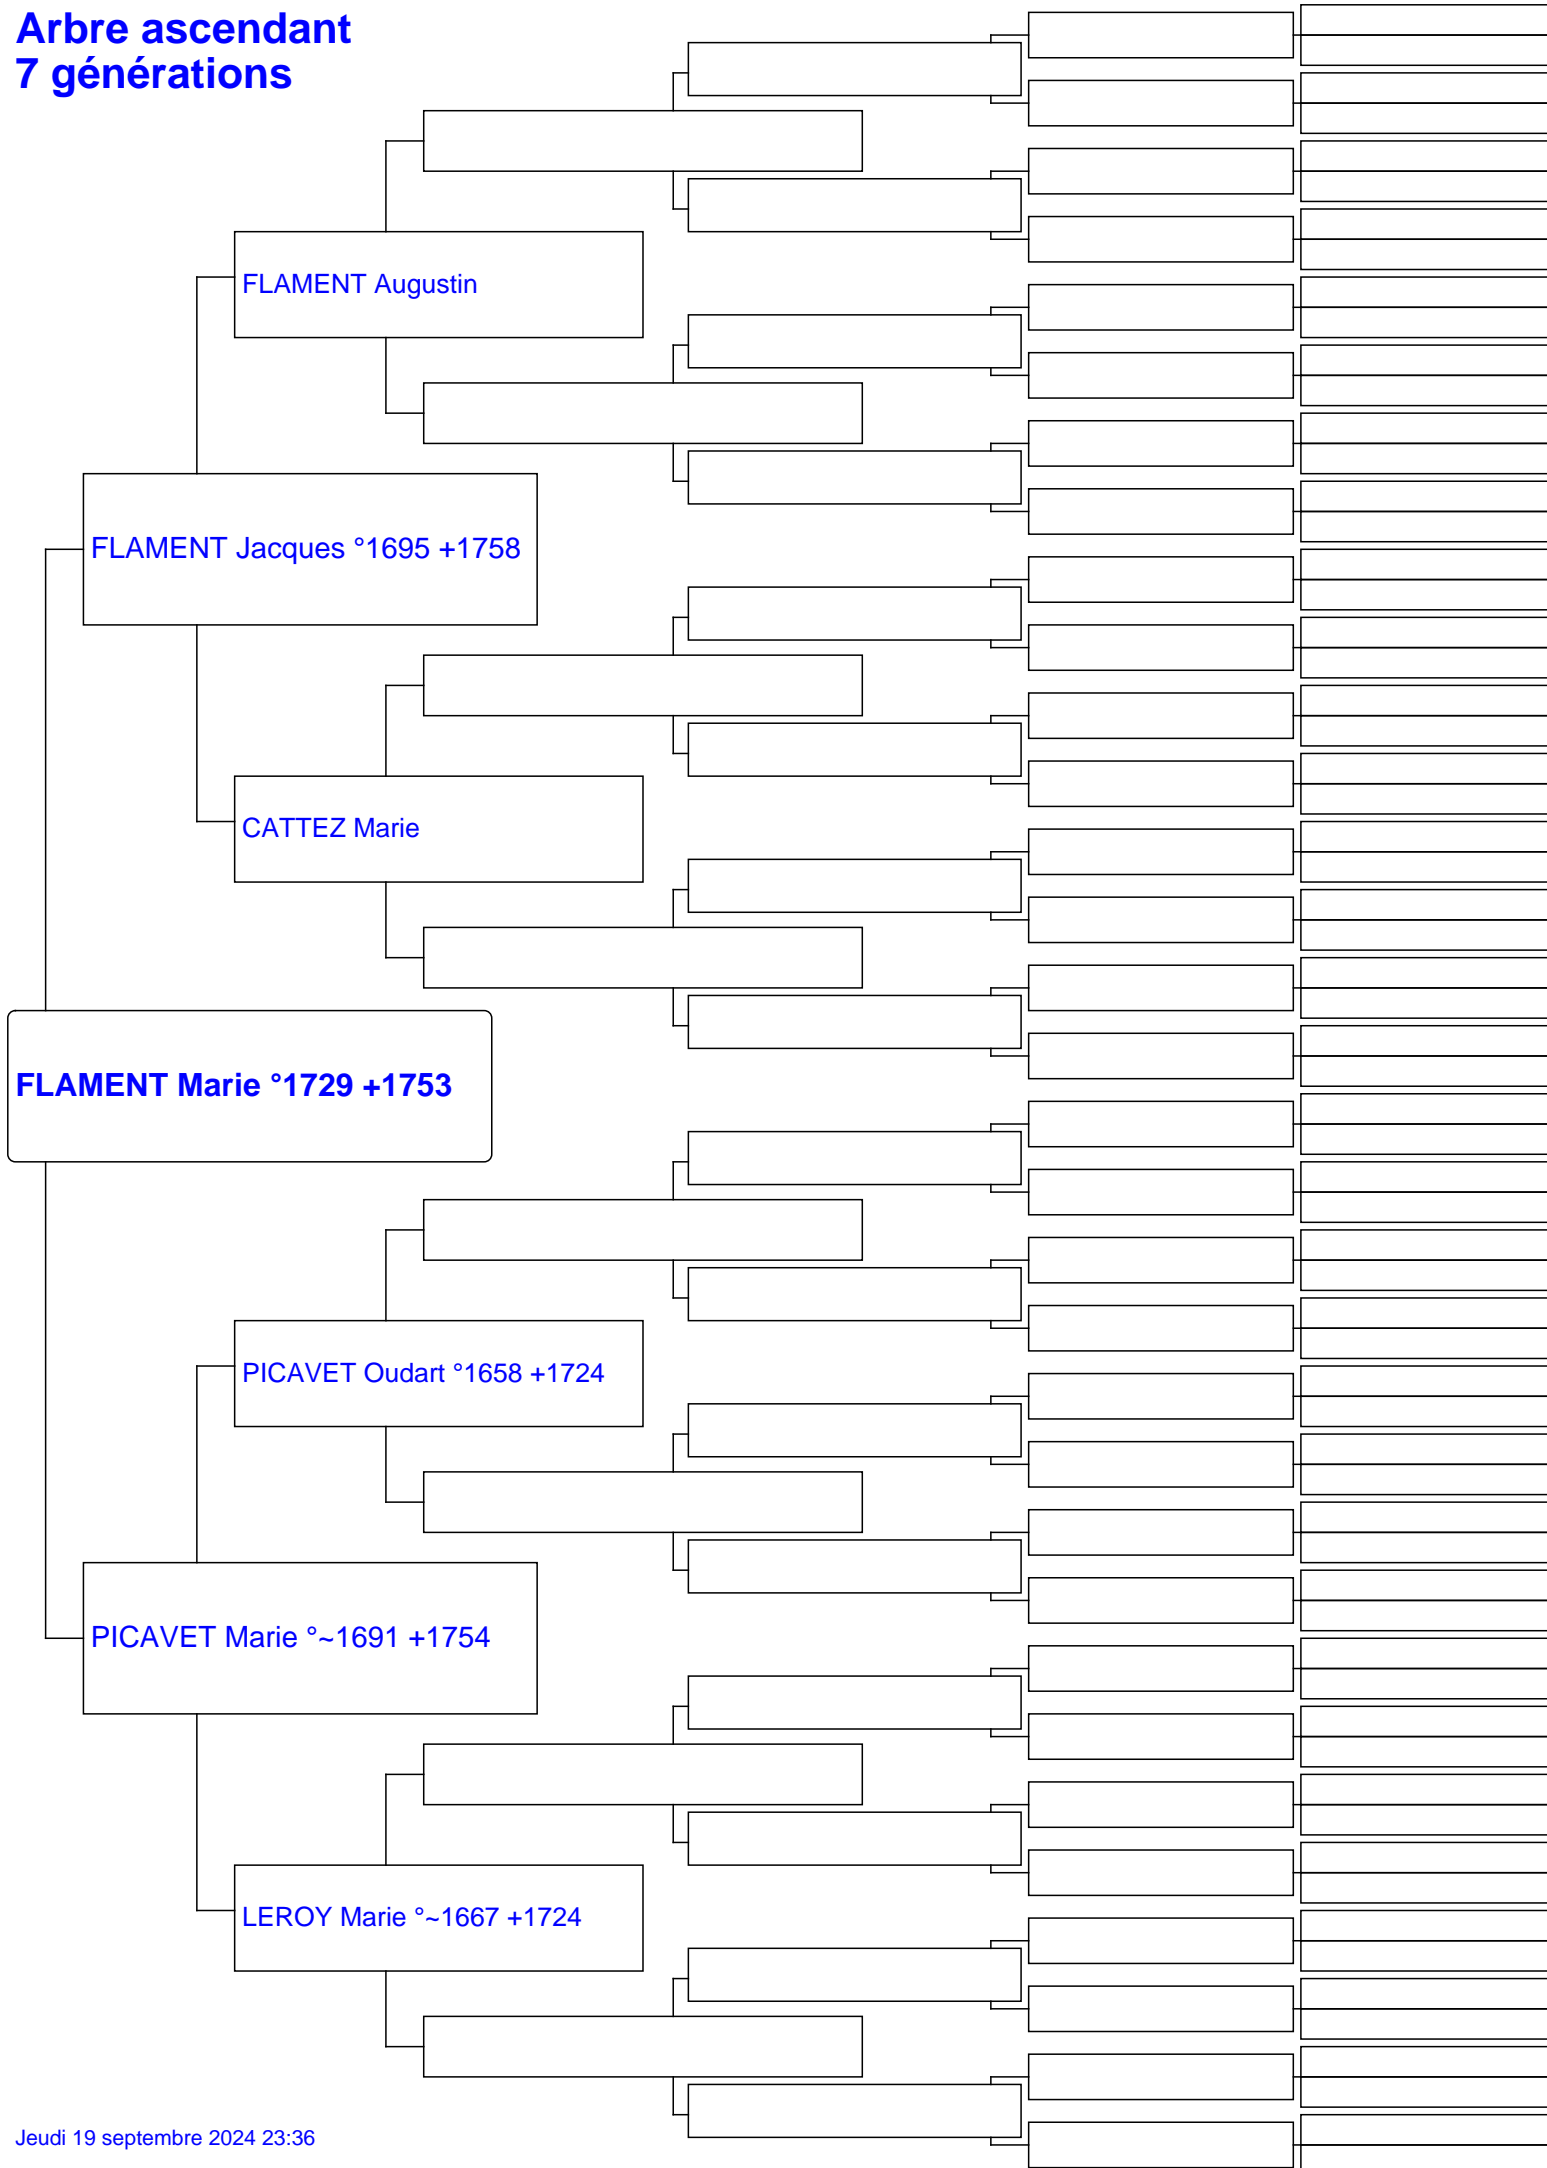 Arbre ascendant
7 générations
FLAMENT Augustin
FLAMENT Jacques °1695 +1758
CATTEZ Marie
FLAMENT Marie °1729 +1753
PICAVET Oudart °1658 +1724
PICAVET Marie °~1691 +1754
LEROY Marie °~1667 +1724
Jeudi 19 septembre 2024 23:36